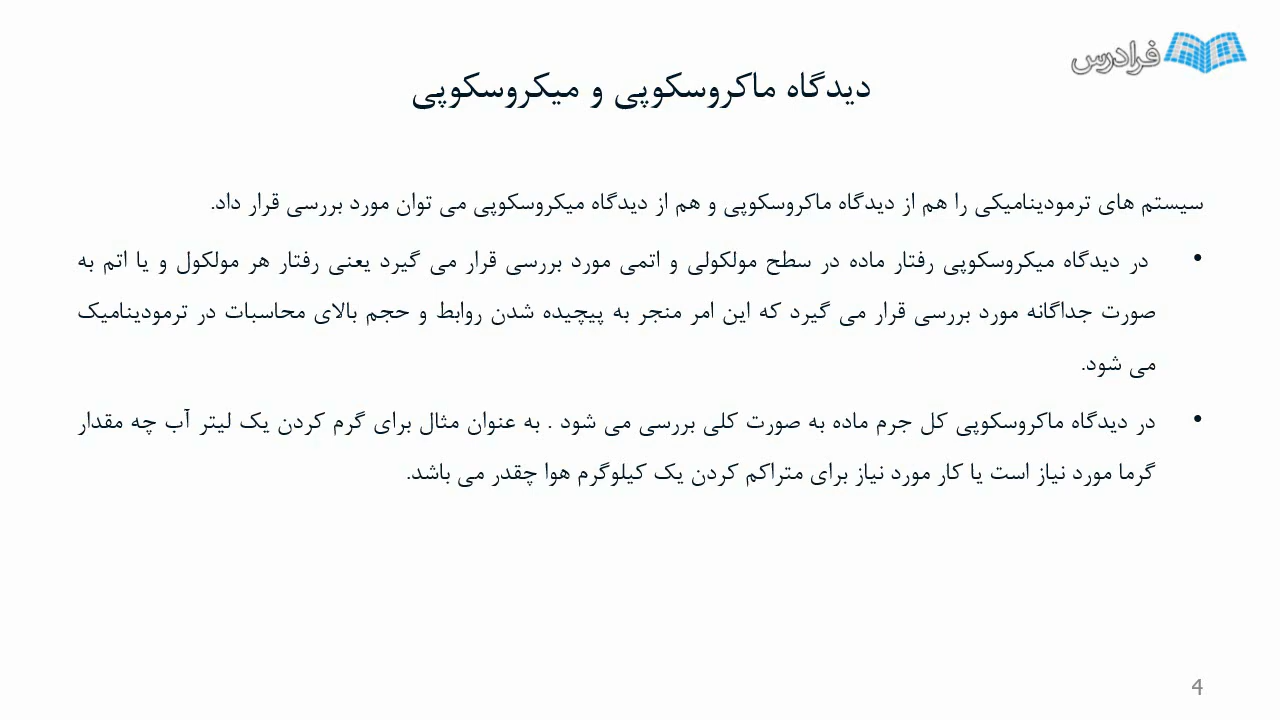 فرادرس
دیدگاه ماکروسکوپی و میکروسکوپی
سیستم های ترمودینامیکی را هم از دیدگاه ماکروسکوپی و هم از دیدگاه میکروسکوپی می توان مورد بررسی قرار داد.
• در دیدگاه میکروسکوپی رفتار ماده در سطح مولکولی و اتمی مورد بررسی قرار می گیرد یعنی رفتار هر مولکول و یا اتم به
صورت جداگانه مورد بررسی قرار می گیرد که این امر منجر به پیچیده شدن روابط و حجم بالای محاسبات در ترمودینامیک
می شود.
• در دیدگاه ماکروسکوپی کل جرم ماده به صورت کلی بررسی می شود . به عنوان مثال برای گرم کردن یک لیتر آب چه مقدار
گرما مورد نیاز است یا کار مورد نیاز برای متراکم کردن یک کیلوگرم هوا چقدر می باشد.
4